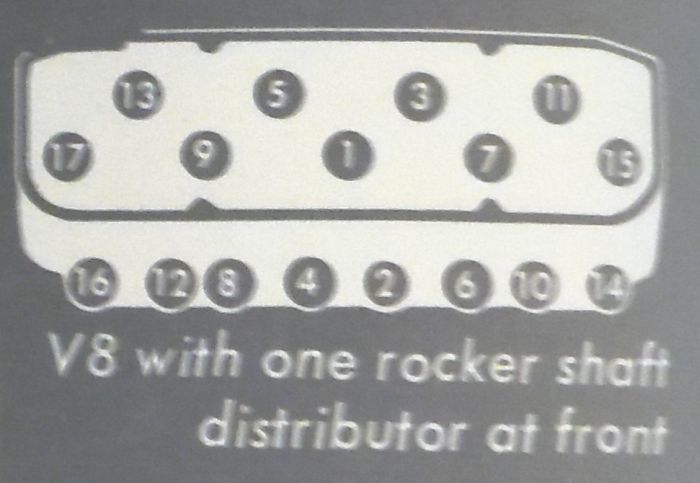 13 5 3 11
17 9 1 7 15
16 12 8 4 2 6 10 14
V8 with one rocker shaft
distributor at front